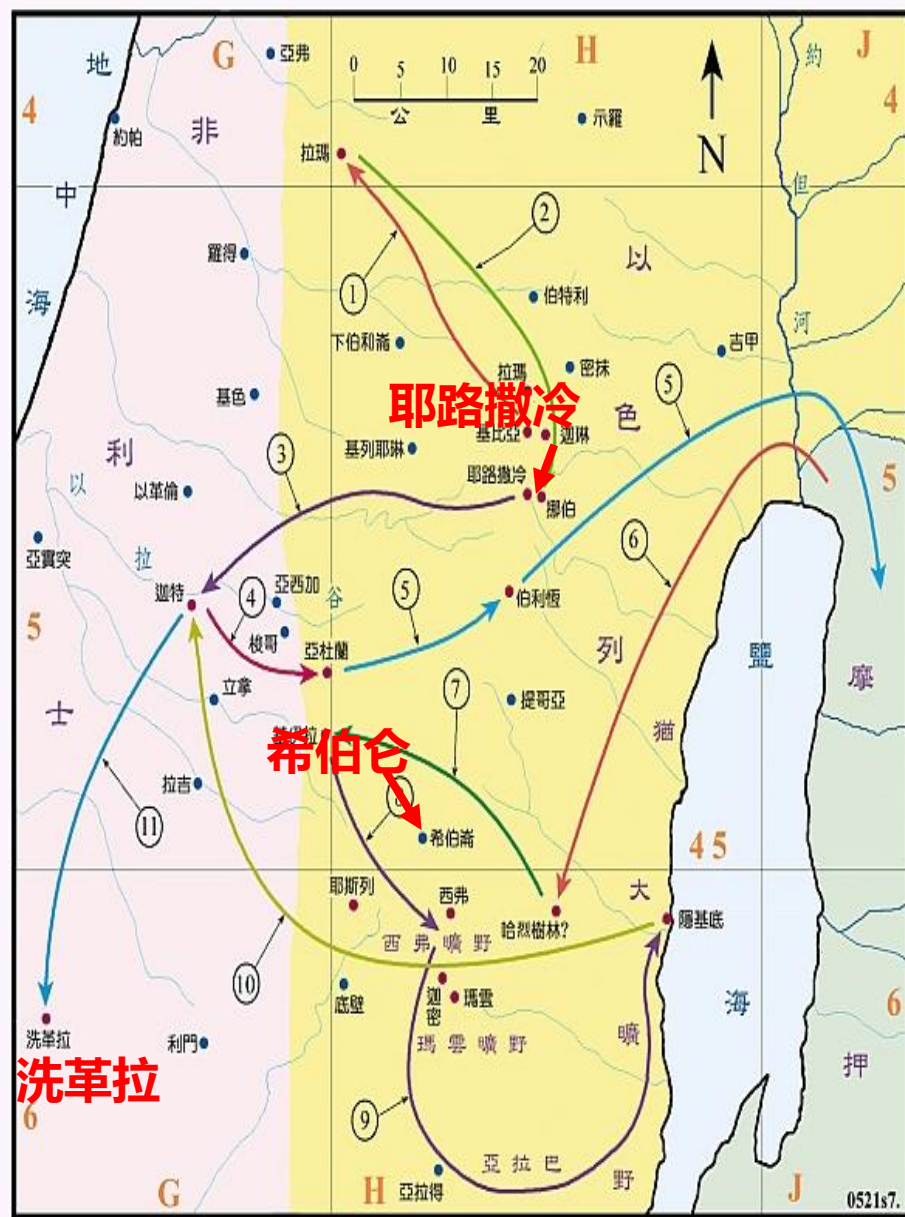 G
H
J
地
亞弗
0 5 10 15 20
公 里
約
4
4
約帕
非
示羅
N
拉瑪
中
但
②
羅得
以
海
①
伯特利
河
下伯和崙
吉甲
拉瑪
密抹
⑤
基色
耶路撒冷
色
利
③
基比亞
迦琳
基列耶琳
5
以
以革倫
耶路撒冷
挪伯
亞實突
拉
⑥
迦特
④
亞西加
谷
⑤
伯利恆
5
梭哥
列
鹽
亞杜蘭
摩
立拿
⑦
提哥亞
士
猶
希伯仑
拉吉
⑧
⑪
希伯崙
4 5
耶斯列
西弗
大
哈烈樹林?
隱基底
西弗曠野
⑩
底壁
迦密
瑪雲
海
6
洗革拉
利門
瑪雲曠野
曠
洗革拉
押
6
⑨
亞拉巴
野
亞拉得
G
H
J
0521s7.